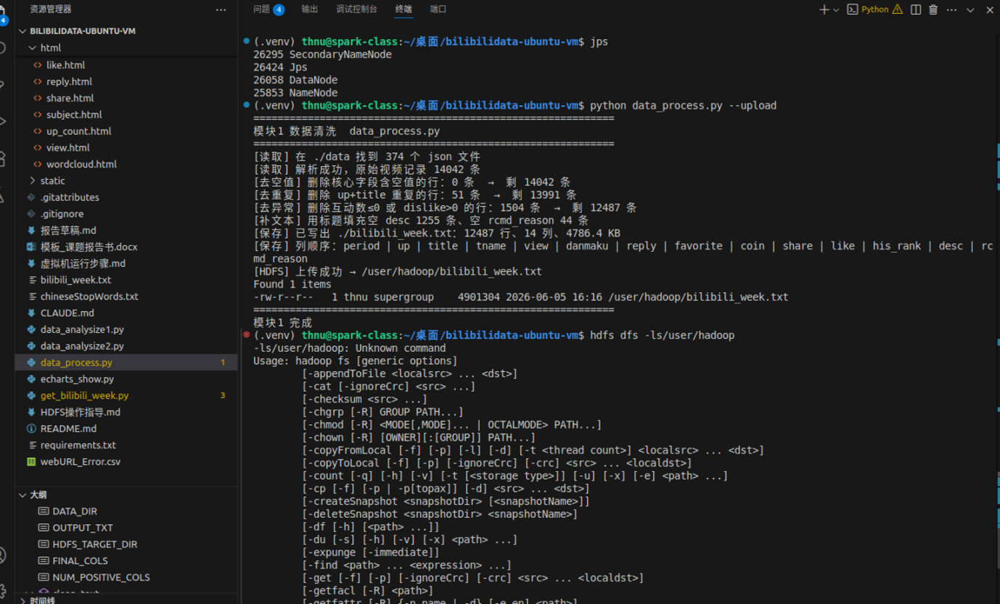 资源管理器
BILIBILIDATA-UBUNTU-VM
html
like.html
reply.html
share.html
subject.html
up_count.html
view.html
wordcloud.html
static
.gitattributes
.gitignore
报告草稿.md
模板_课题报告书.docx
虚拟机运行步骤.md
bilibili_week.txt
chineseStopWords.txt
CLAUDE.md
data_analysize1.py
data_analysize2.py
data_process.py 1
echarts_show.py
get_bilibili_week.py 3
HDFS操作指导.md
README.md
requirements.txt
webURL_Error.csv
大纲
DATA_DIR
OUTPUT_TXT
HDFS_TARGET_DIR
FINAL_COLS
NUM_POSITIVE_COLS
时间线
4
问题 4 输出 调试控制台 终端 端口
Python
(.venv) thnu@spark-class:~/桌面/bilibilidata-ubuntu-vm$ jps
26295 SecondaryNameNode
26424 Jps
26058 DataNode
25853 NameNode
(.venv) thnu@spark-class:~/桌面/bilibilidata-ubuntu-vm$ python data_process.py --upload
============================================================
模块1 数据清洗  data_process.py
============================================================
[读取] 在 ./data 找到 374 个 json 文件
[读取] 解析成功，原始视频记录 14042 条
[去空值] 删除核心字段含空值的行：0 条  →  剩 14042 条
[去重复] 删除 up+title 重复的行：51 条  →  剩 13991 条
[去异常] 删除互动数≤0 或 dislike>0 的行：1504 条  →  剩 12487 条
[补文本] 用标题填充空 desc 1255 条、空 rcmd_reason 44 条
[保存] 已写出 ./bilibili_week.txt：12487 行、14 列、4786.4 KB
[保存] 列顺序：period | up | title | tname | view | danmaku | reply | favorite | coin | share | like | his_rank | desc | rc
md_reason
[HDFS] 上传成功 → /user/hadoop/bilibili_week.txt
Found 1 items
-rw-r--r--   1 thnu supergroup    4901304 2026-06-05 16:16 /user/hadoop/bilibili_week.txt
============================================================
模块1 完成
(.venv) thnu@spark-class:~/桌面/bilibilidata-ubuntu-vm$ hdfs dfs -ls/user/hadoop
-ls/user/hadoop: Unknown command
Usage: hadoop fs [generic options]
[-appendToFile <localsrc> ... <dst>]
[-cat [-ignoreCrc] <src> ...]
[-checksum <src> ...]
[-chgrp [-R] GROUP PATH...]
[-chmod [-R] <MODE[,MODE]... | OCTALMODE> PATH...]
[-chown [-R] [OWNER][:[GROUP]] PATH...]
[-copyFromLocal [-f] [-p] [-l] [-d] [-t <thread count>] <localsrc> ... <dst>]
[-copyToLocal [-f] [-p] [-ignoreCrc] [-crc] <src> ... <localdst>]
[-count [-q] [-h] [-v] [-t [<storage type>]] [-u] [-x] [-e] <path> ...]
[-cp [-f] [-p | -p[topax]] [-d] <src> ... <dst>]
[-createSnapshot <snapshotDir> [<snapshotName>]]
[-deleteSnapshot <snapshotDir> <snapshotName>]
[-df [-h] [<path> ...]]
[-du [-s] [-h] [-v] [-x] <path> ...]
[-expunge [-immediate]]
[-find <path> ... <expression> ...]
[-get [-f] [-p] [-ignoreCrc] [-crc] <src> ... <localdst>]
[-getfacl [-R] <path>]
[-getfattr [-R] {-n name | -d} [-e en] <path>]